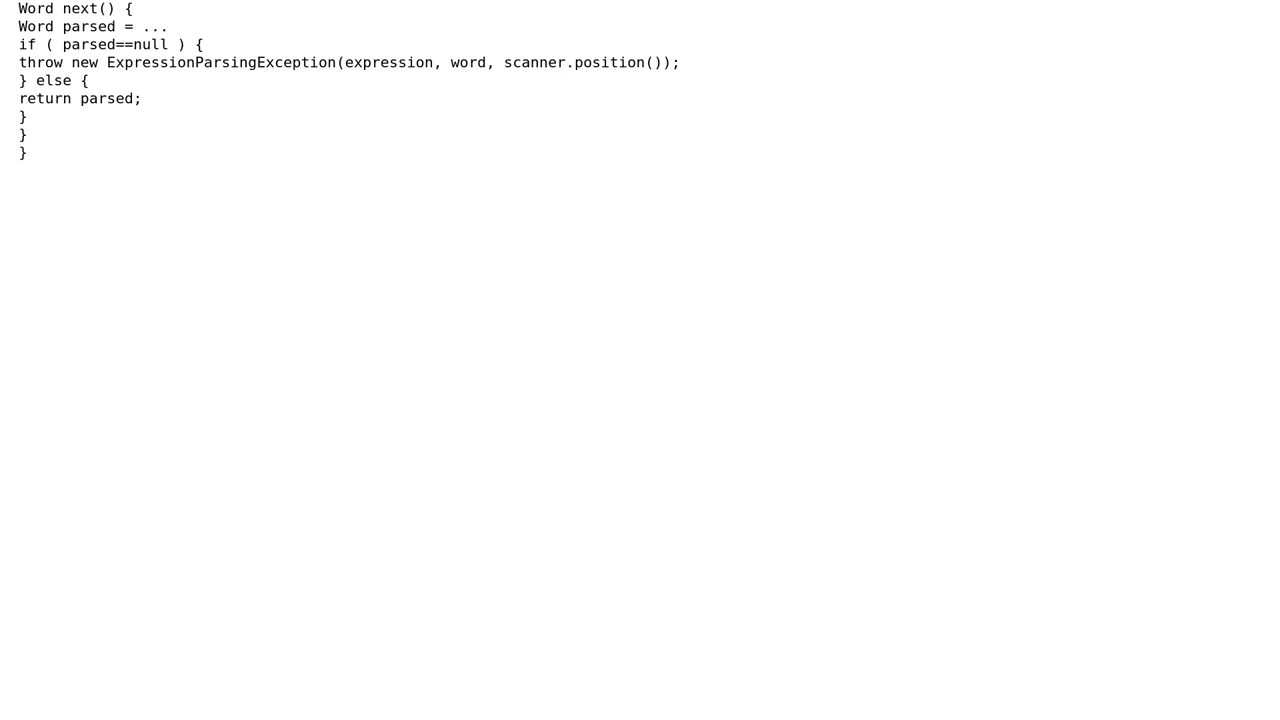 Word next() {
Word parsed = ...
if ( parsed==null ) {
throw new ExpressionParsingException(expression, word, scanner.position());
} else {
return parsed;
}
}
}